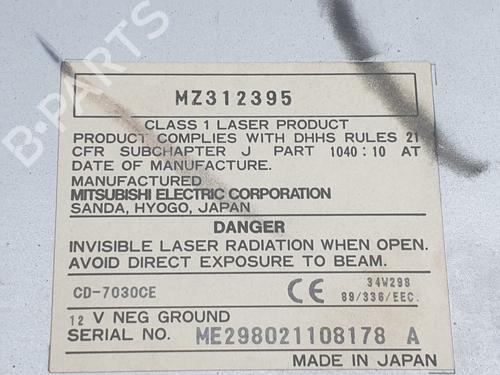 B-PARTS
MZ312395
CLASS 1 LASER PRODUCT
PRODUCT COMPLIES WITH DHHS RULES 21
CFR SUBCHAPTER J PART 1040:10 AT
DATE OF MANUFACTURE.
MANUFACTURED
MITSUBISHI ELECTRIC CORPORATION
SANDA, HYOGO, JAPAN
DANGER
INVISIBLE LASER RADIATION WHEN OPEN.
AVOID DIRECT EXPOSURE TO BEAM.
CD-7030CE
CE
34W298
89/336/EEC.
12 V NEG GROUND
SERIAL NO. ME298021108178 A
MADE IN JAPAN